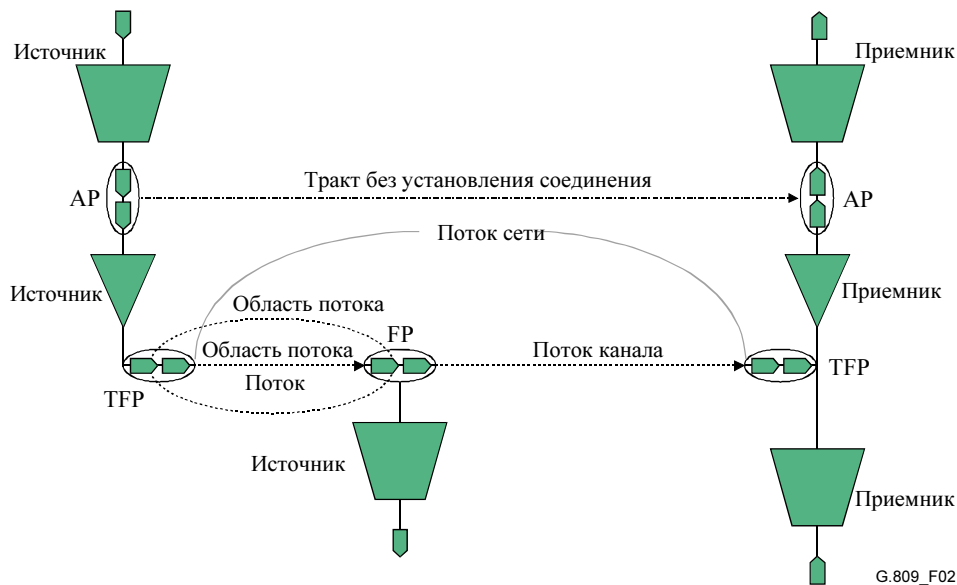 Источник
Приемник
AP
Тракт без установления соединения
AP
Поток сети
Источник
Приемник
Область потока
FP
Область потока
Поток канала
TFP
Поток
TFP
Источник
Приемник
G.809_F02